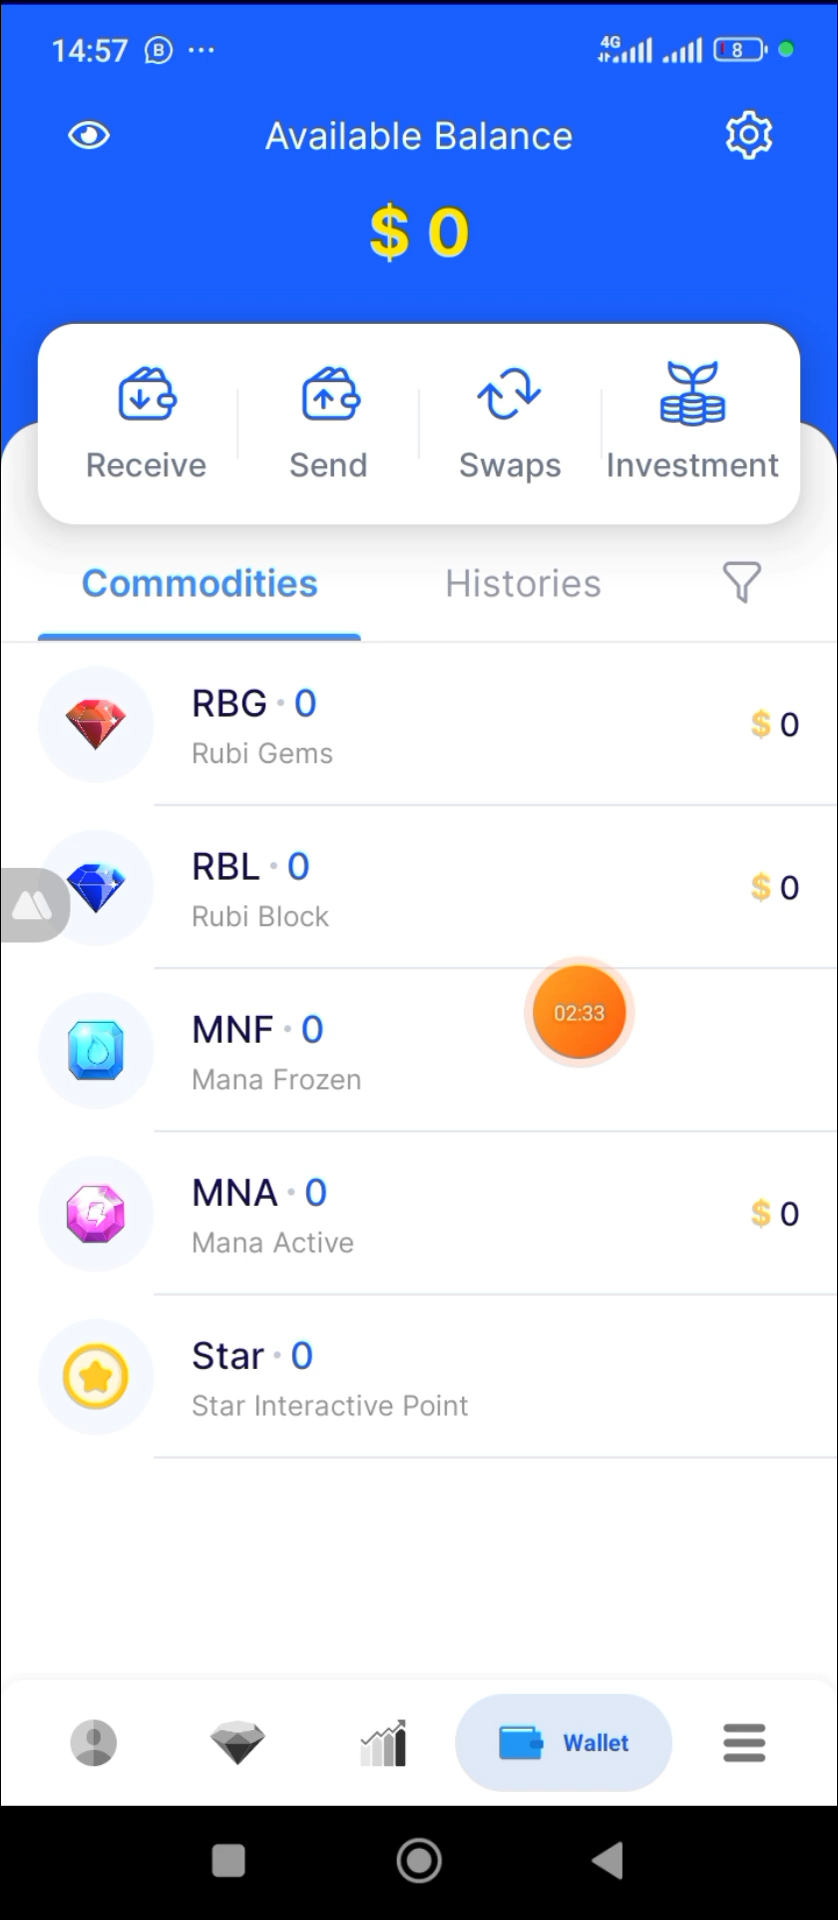 14:57 B ...
4G
8
Available Balance
$ 0
Receive
Send
Swaps
Investment
Commodities
Histories
RBG · 0
Rubi Gems
$ 0
RBL · 0
Rubi Block
$ 0
MNF · 0
Mana Frozen
02:33
MNA · 0
Mana Active
$ 0
Star · 0
Star Interactive Point
Wallet